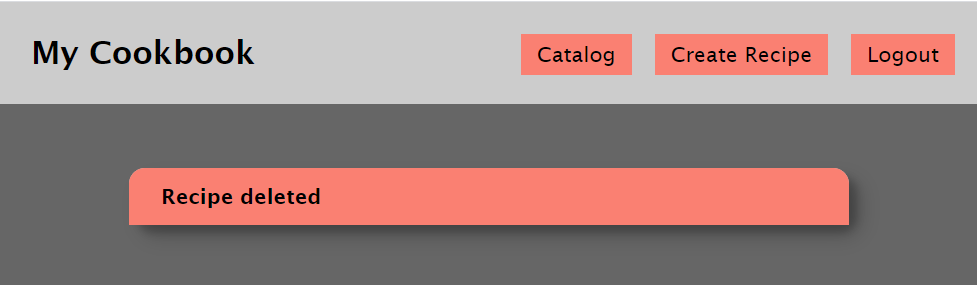 My Cookbook
Catalog
Create Recipe
Logout
Recipe deleted